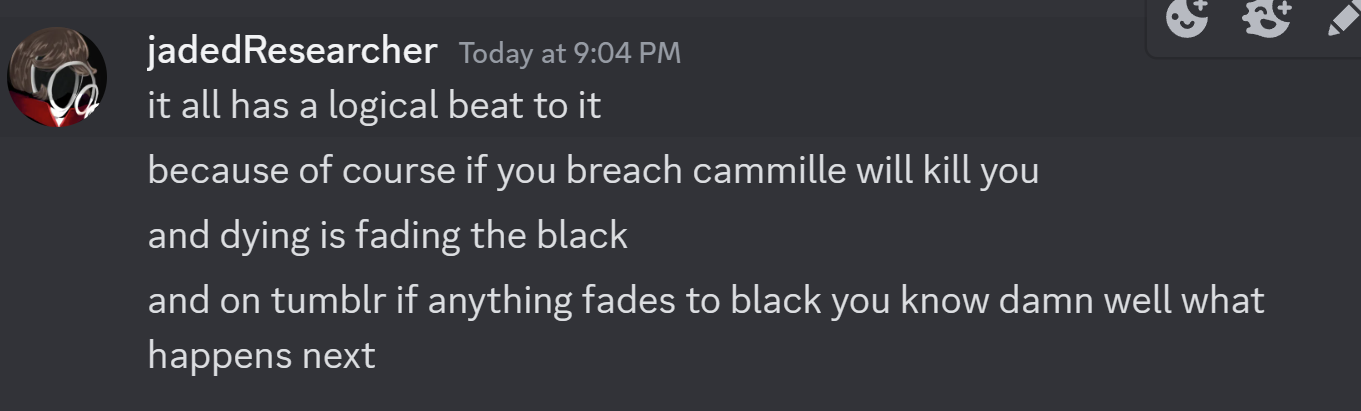 jadedResearcher Today at 9:04 PM
it all has a logical beat to it
because of course if you breach cammille will kill you
and dying is fading the black
and on tumblr if anything fades to black you know damn well what
happens next